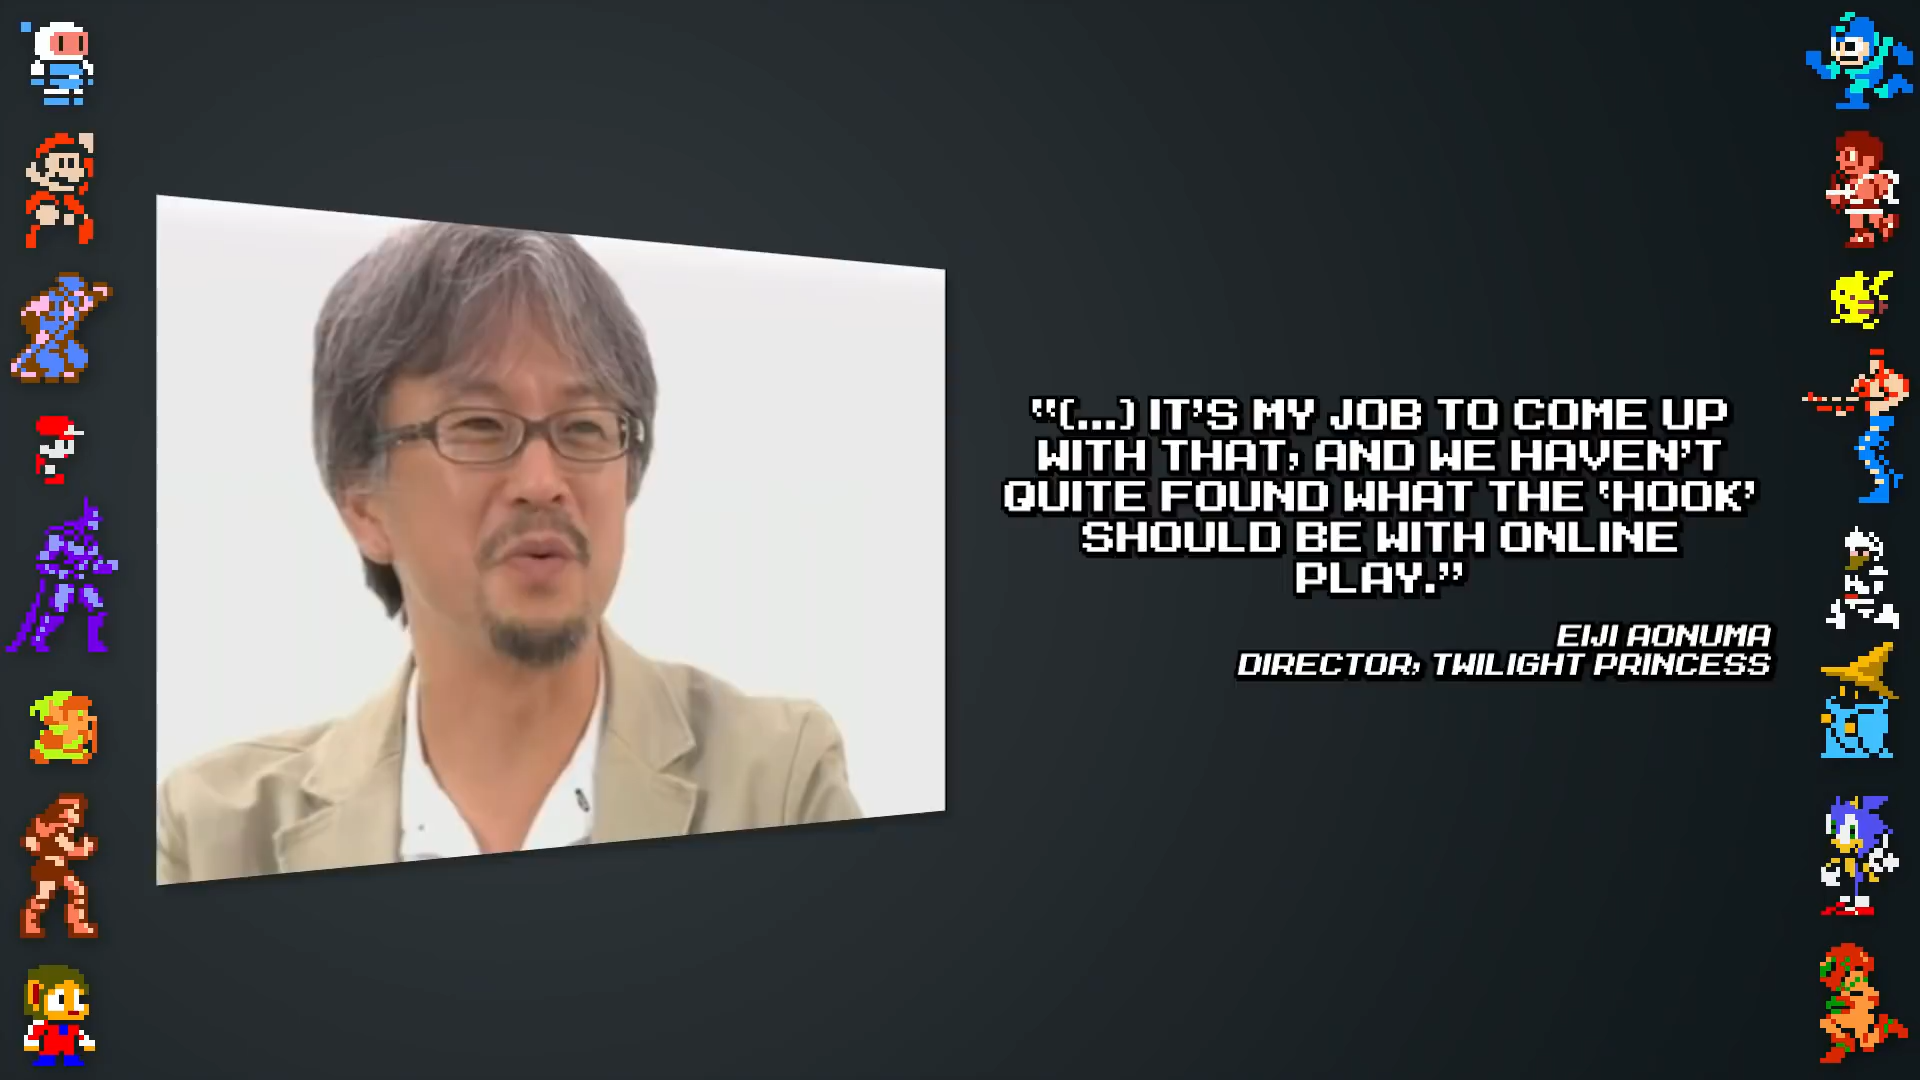 “(...) IT’S MY JOB TO COME UP
WITH THAT, AND WE HAVEN’T
QUITE FOUND WHAT THE ‘HOOK’
SHOULD BE WITH ONLINE
PLAY.”
EIJI AONUMA
DIRECTOR, TWILIGHT PRINCESS